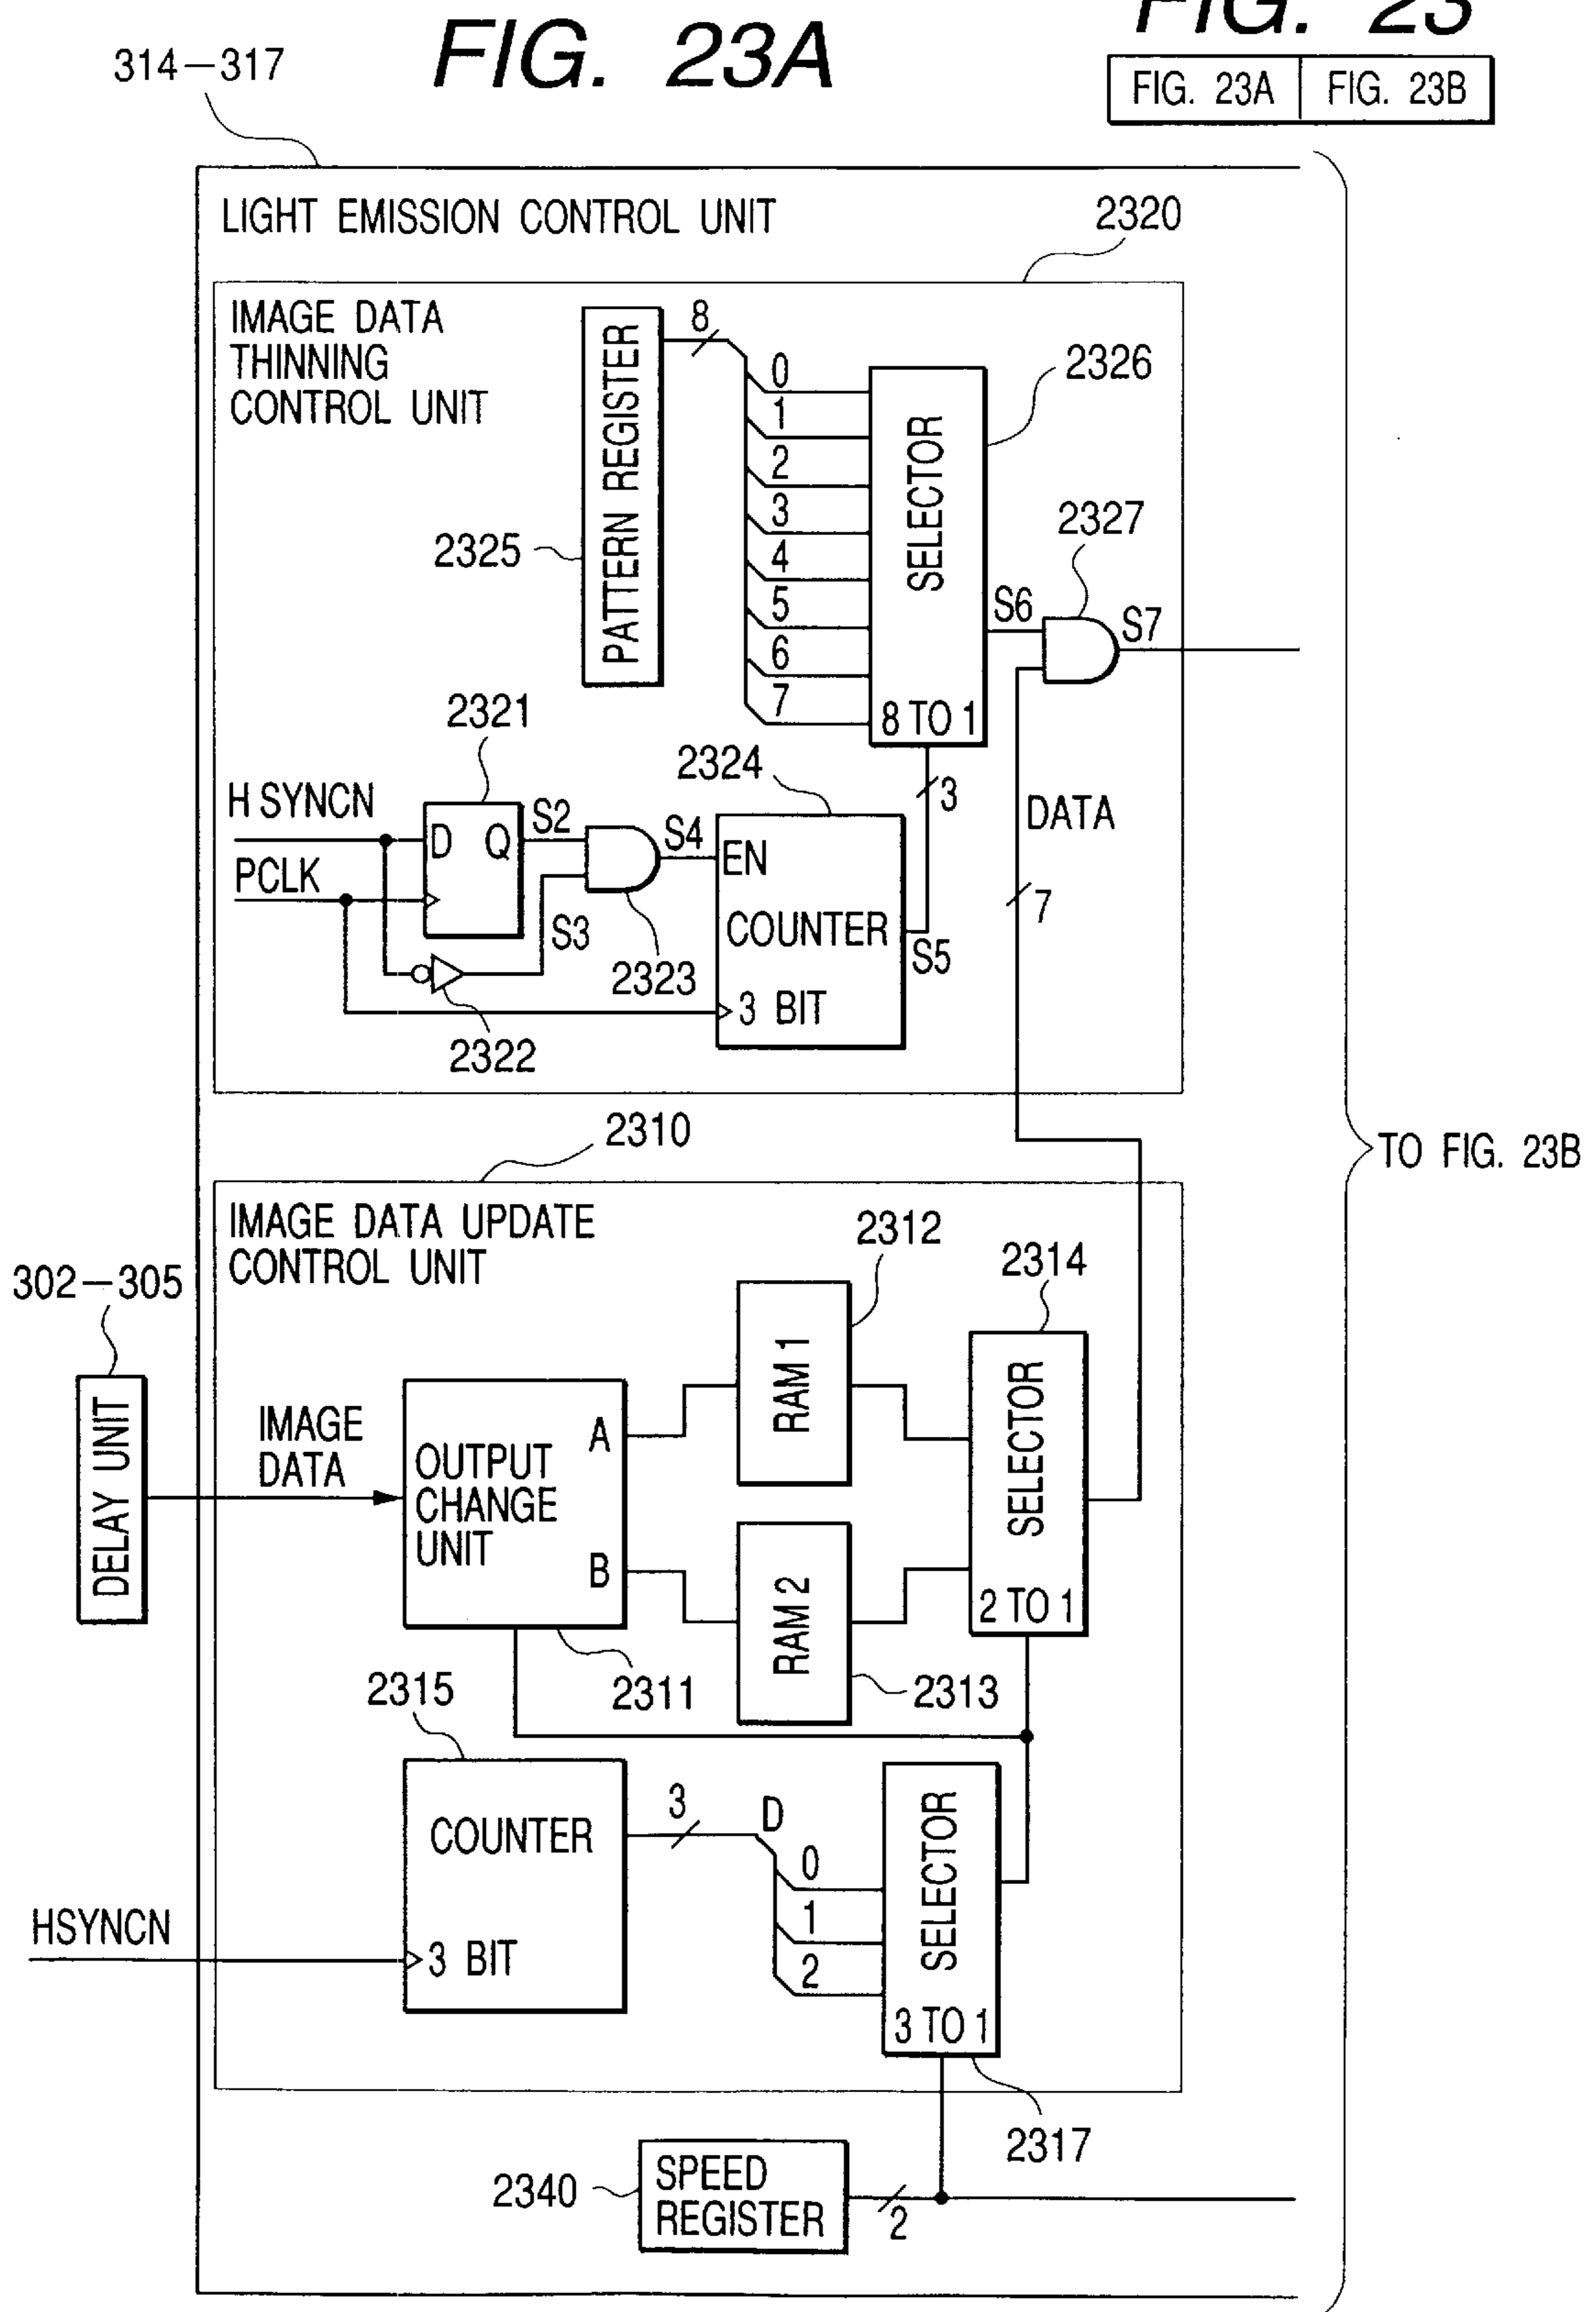 FIG. 23A
FIG. 23
FIG. 23A FIG. 23B
314-317
LIGHT EMISSION CONTROL UNIT
2320
IMAGE DATA
THINNING
CONTROL UNIT
PATTERN REGISTER
2325
8
0
1
2
3
4
5
6
7
SELECTOR
8 TO 1
2326
2327
S6
S7
2321
H SYNCN
PCLK
D Q
S2
S3
2322
2323
S4
2324
EN
COUNTER
3 BIT
S5
3
DATA
7
TO FIG. 23B
2310
IMAGE DATA UPDATE
CONTROL UNIT
302-305
DELAY UNIT
IMAGE
DATA
OUTPUT
CHANGE
UNIT
A
B
2311
2312
RAM 1
RAM 2
2313
2314
SELECTOR
2 TO 1
2315
COUNTER
3 BIT
HSYNCN
3
D
0
1
2
SELECTOR
3 TO 1
2317
2340
SPEED
REGISTER
2